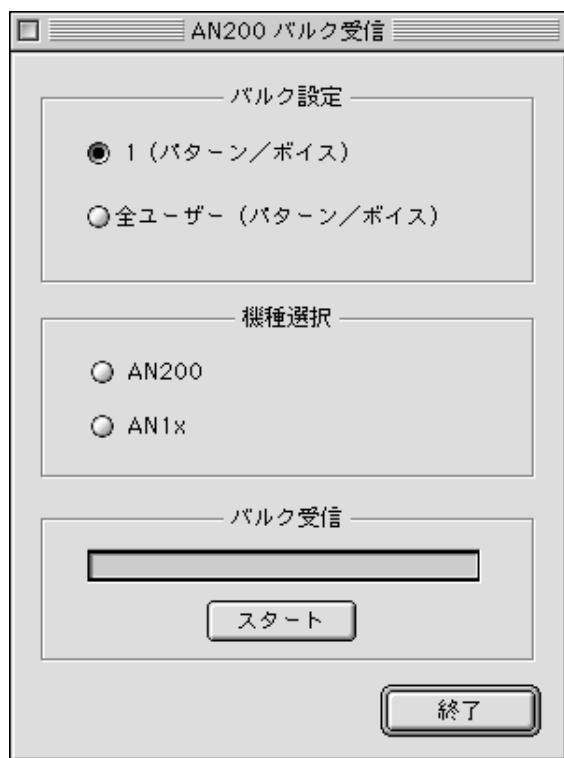 AN200 バルク受信
バルク設定
1（パターン／ボイス）
全ユーザー（パターン／ボイス）
機種選択
AN200
AN1x
バルク受信
スタート
終了